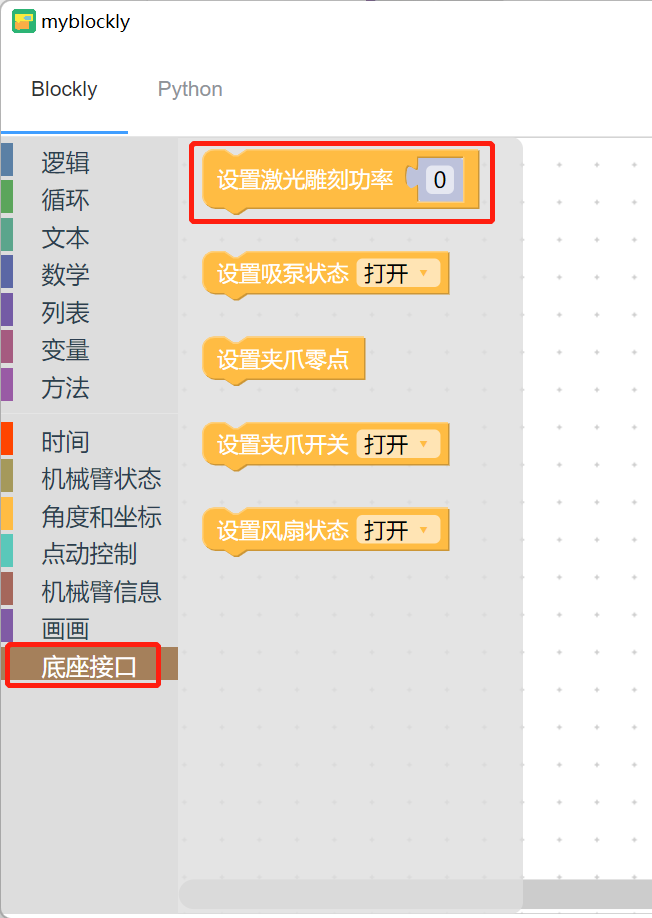 myblockly
Blockly
Python
逻辑
循环
文本
数学
列表
变量
方法
时间
机械臂状态
角度和坐标
点动控制
机械臂信息
画画
底座接口
设置激光雕刻功率 0
设置吸泵状态 打开
设置夹爪零点
设置夹爪开关 打开
设置风扇状态 打开